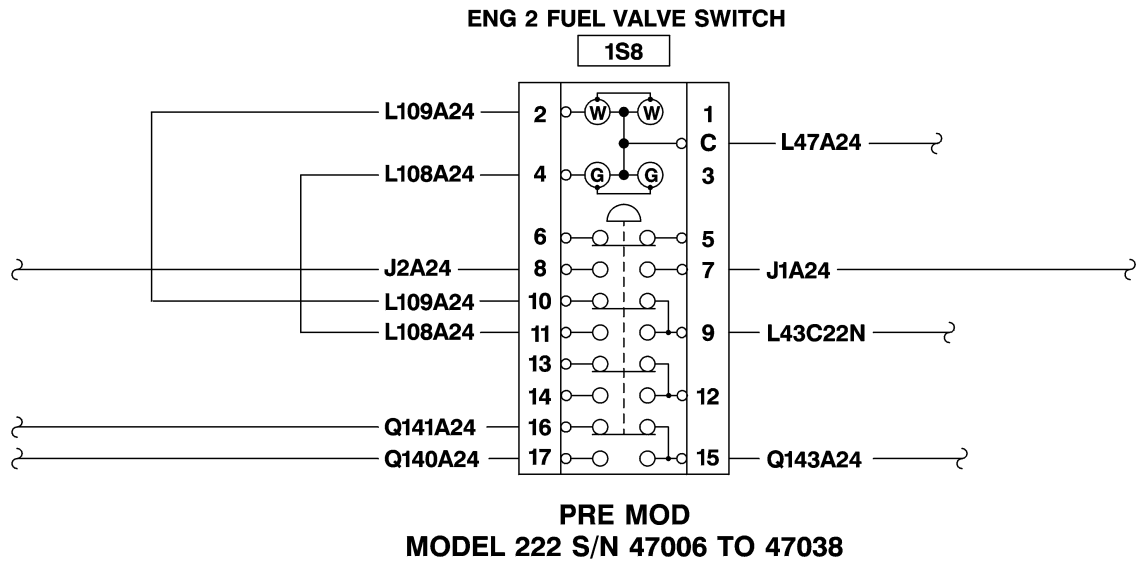 ENG 2 FUEL VALVE SWITCH
1S8
L109A24 2 W W 1
C L47A24
L108A24 4 G G 3
6 5
J2A24 8 7 J1A24
L109A24 10
L108A24 11 9 L43C22N
13
14 12
Q141A24 16
Q140A24 17 15 Q143A24
PRE MOD
MODEL 222 S/N 47006 TO 47038